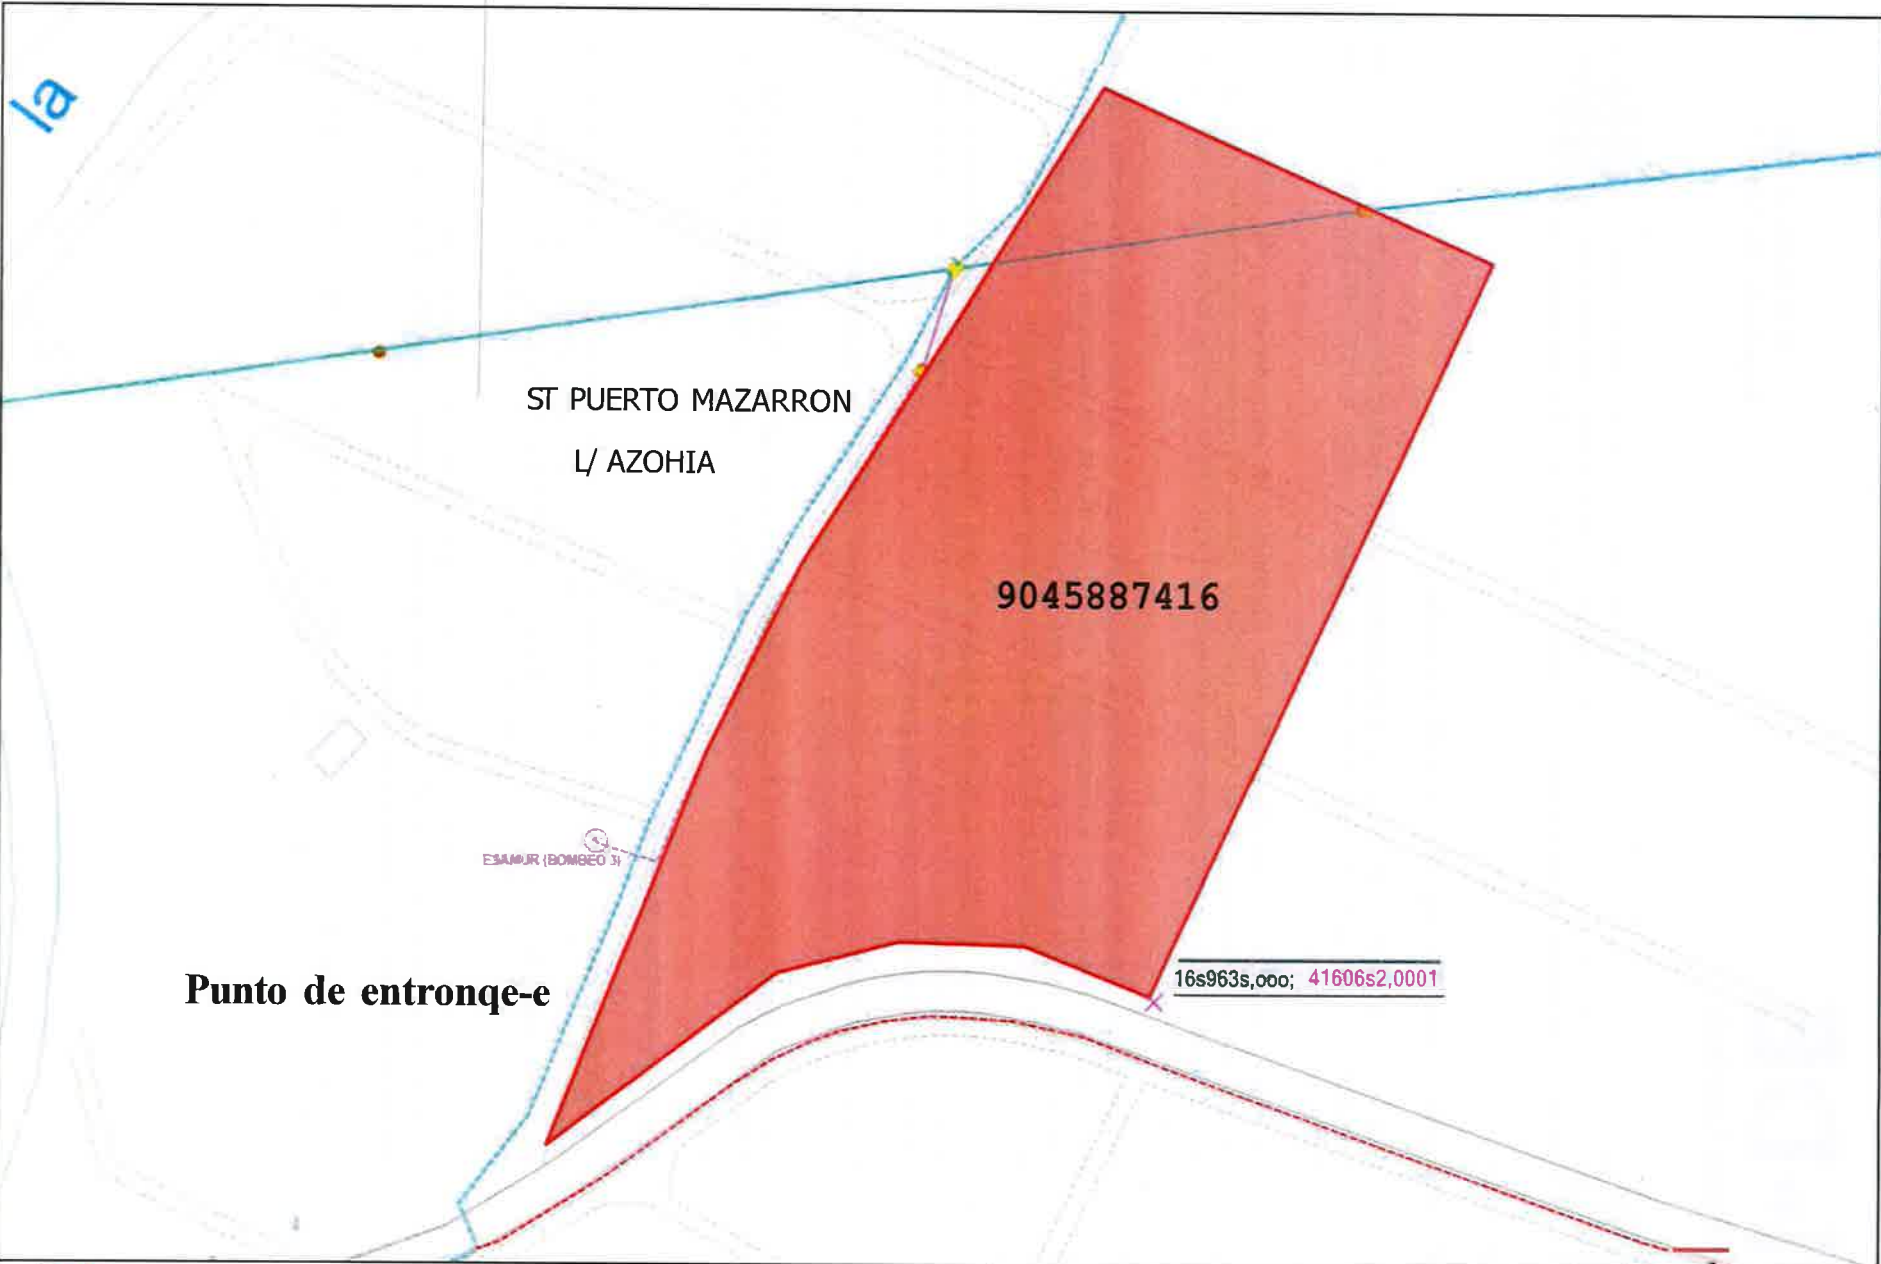 la
ST PUERTO MAZARRON
L/ AZOHIA
9045887416
ESAMUR (BOMBEO 3)
16s963s,ooo; 41606s2,0001
Punto de entronqe-e